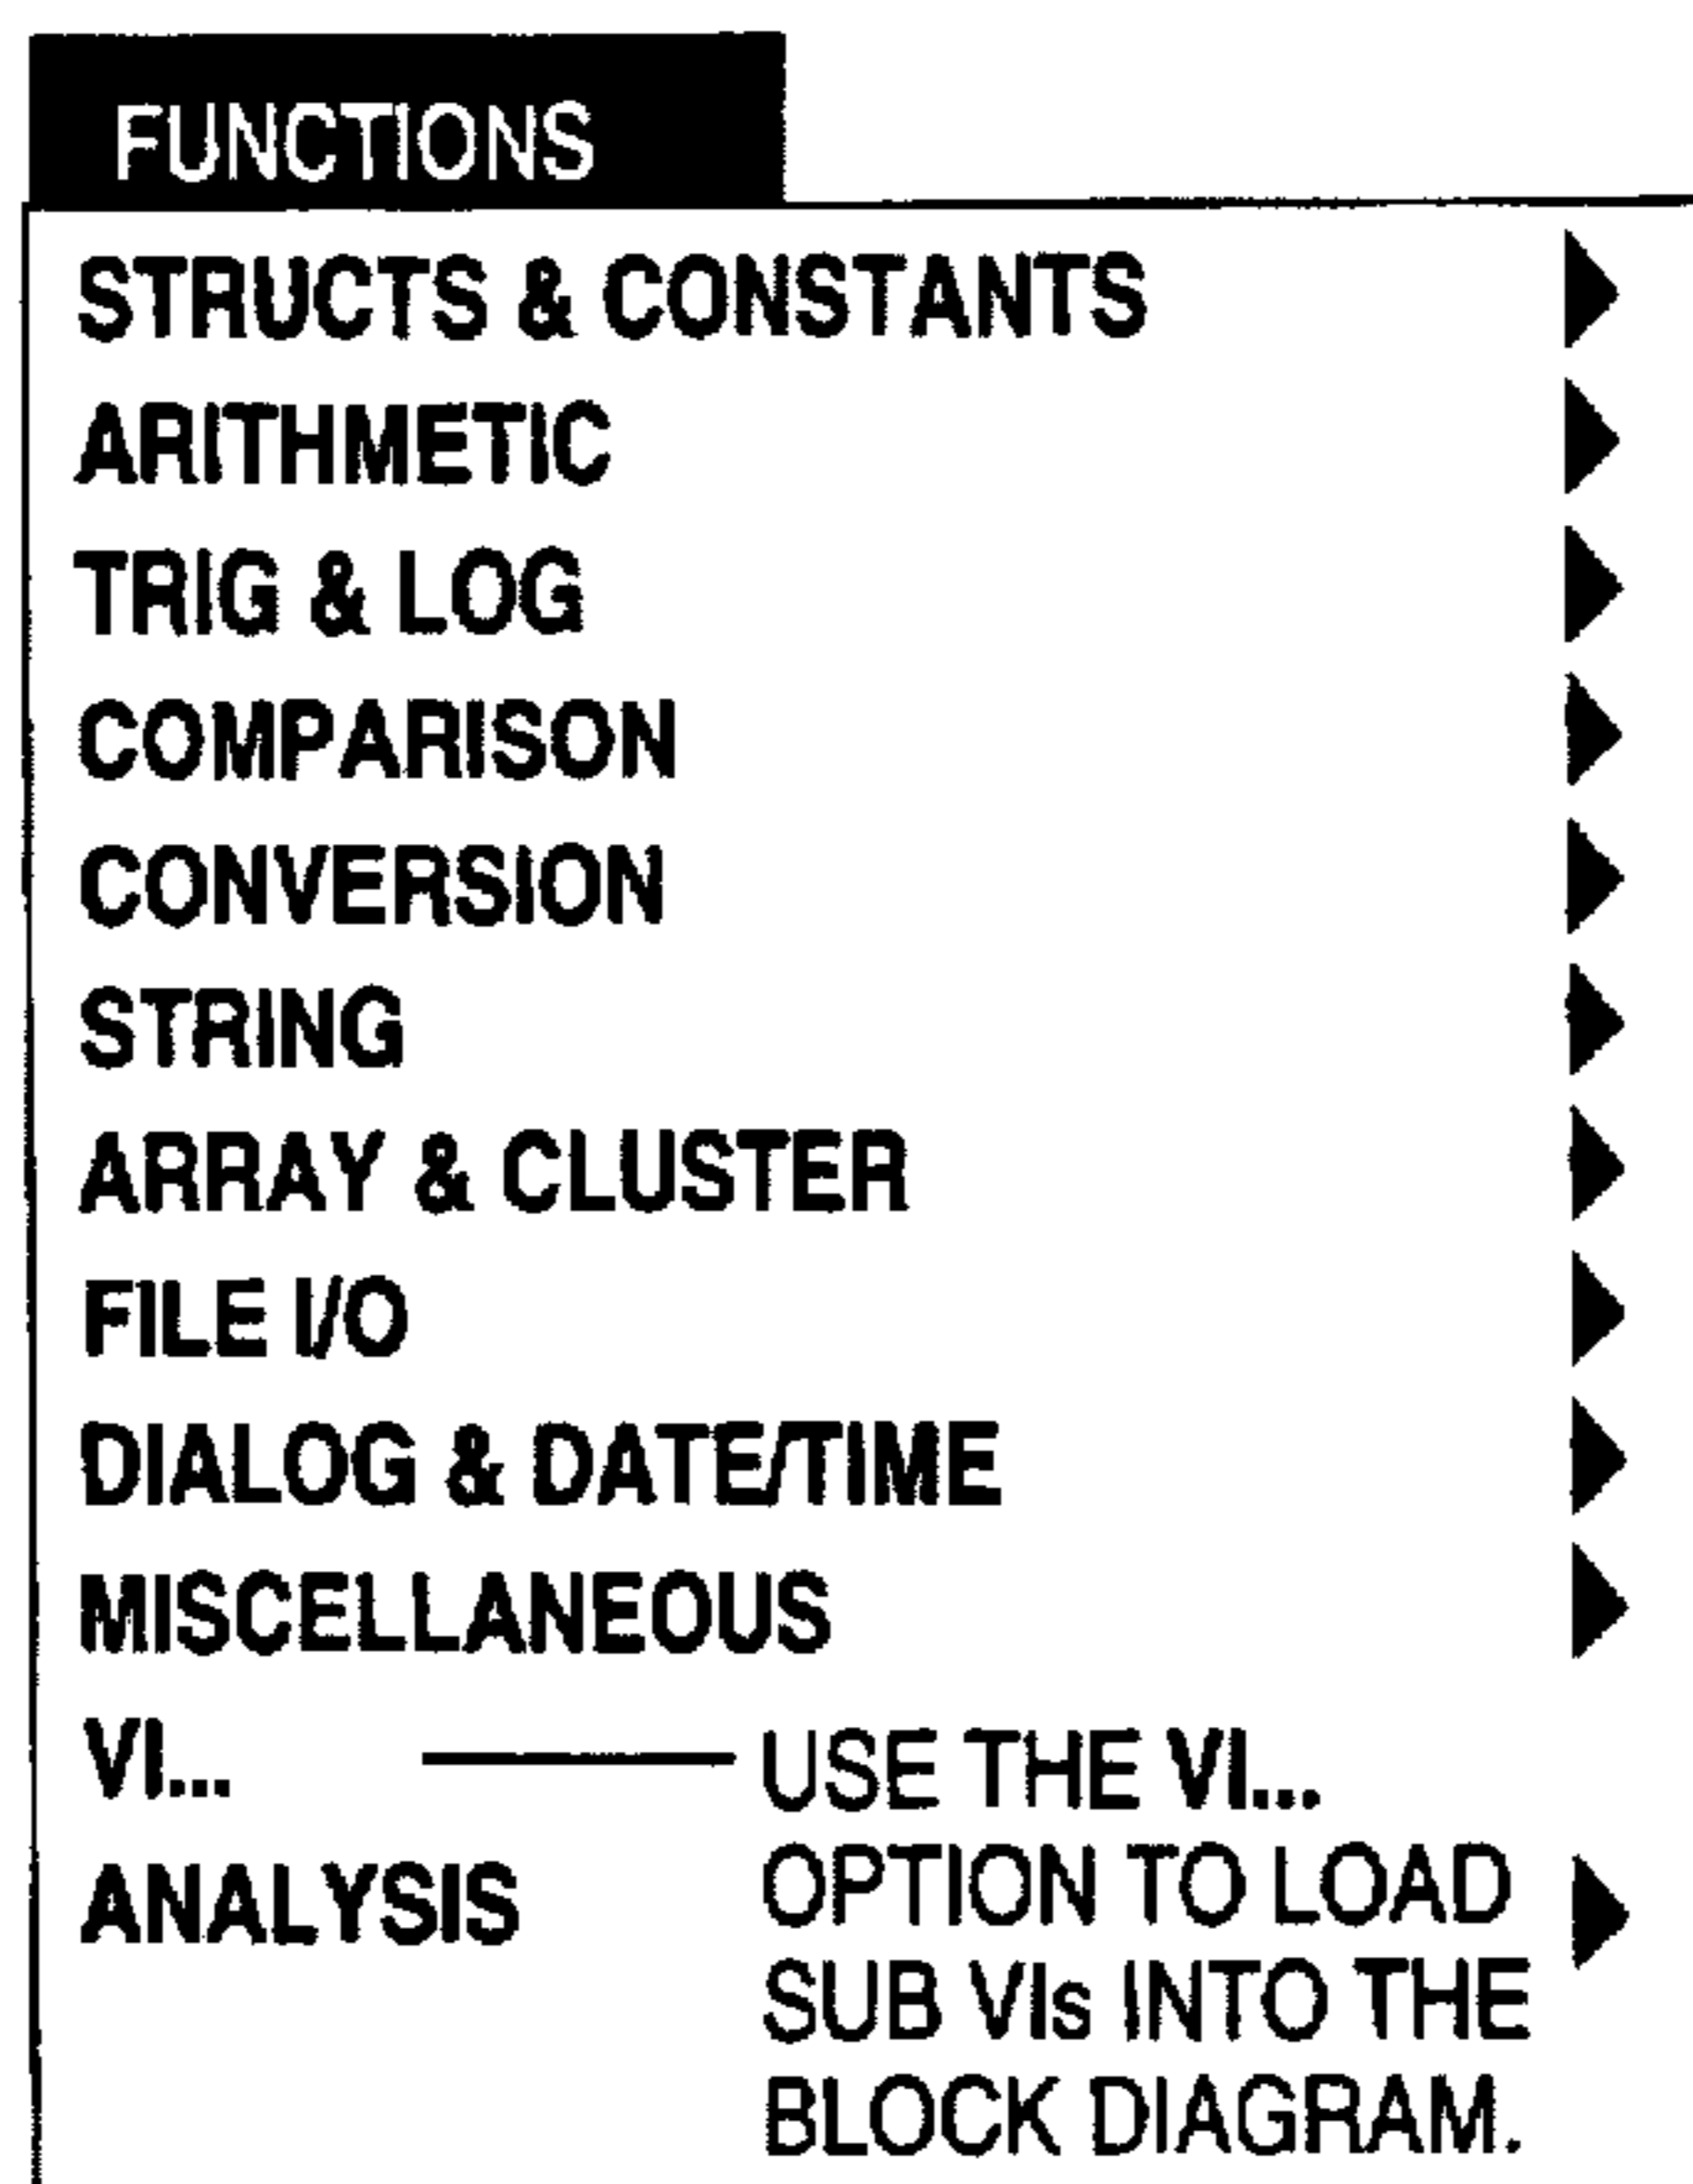 FUNCTIONS
STRUCTS & CONSTANTS
ARITHMETIC
TRIG & LOG
COMPARISON
CONVERSION
STRING
ARRAY & CLUSTER
FILE I/O
DIALOG & DATE/TIME
MISCELLANEOUS
VI...
USE THE VI...
ANALYSIS
OPTION TO LOAD
SUB VIs INTO THE
BLOCK DIAGRAM.